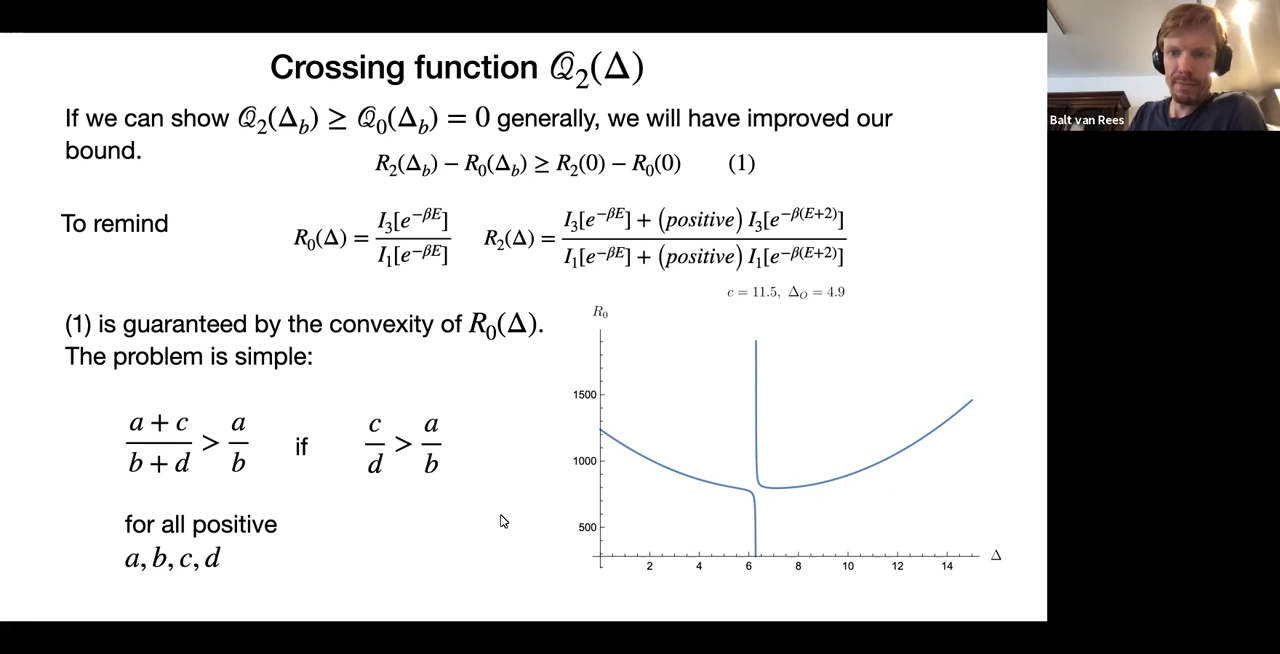 Crossing function 𝒬₂(Δ)
If we can show 𝒬₂(Δ_b) ≥ 𝒬₀(Δ_b) = 0 generally, we will have improved our
bound.
R₂(Δ_b) − R₀(Δ_b) ≥ R₂(0) − R₀(0) (1)
To remind
R₀(Δ) = I₃[e^{−βE}] / I₁[e^{−βE}]
R₂(Δ) = (I₃[e^{−βE}] + (positive) I₃[e^{−β(E+2)}]) / (I₁[e^{−βE}] + (positive) I₁[e^{−β(E+2)}])
c = 11.5, Δ_O = 4.9
(1) is guaranteed by the convexity of R₀(Δ).
The problem is simple:
(a + c)/(b + d) > a/b if c/d > a/b
for all positive
a, b, c, d
R₀
1500
1000
500
2 4 6 8 10 12 14
Δ
Balt van Rees